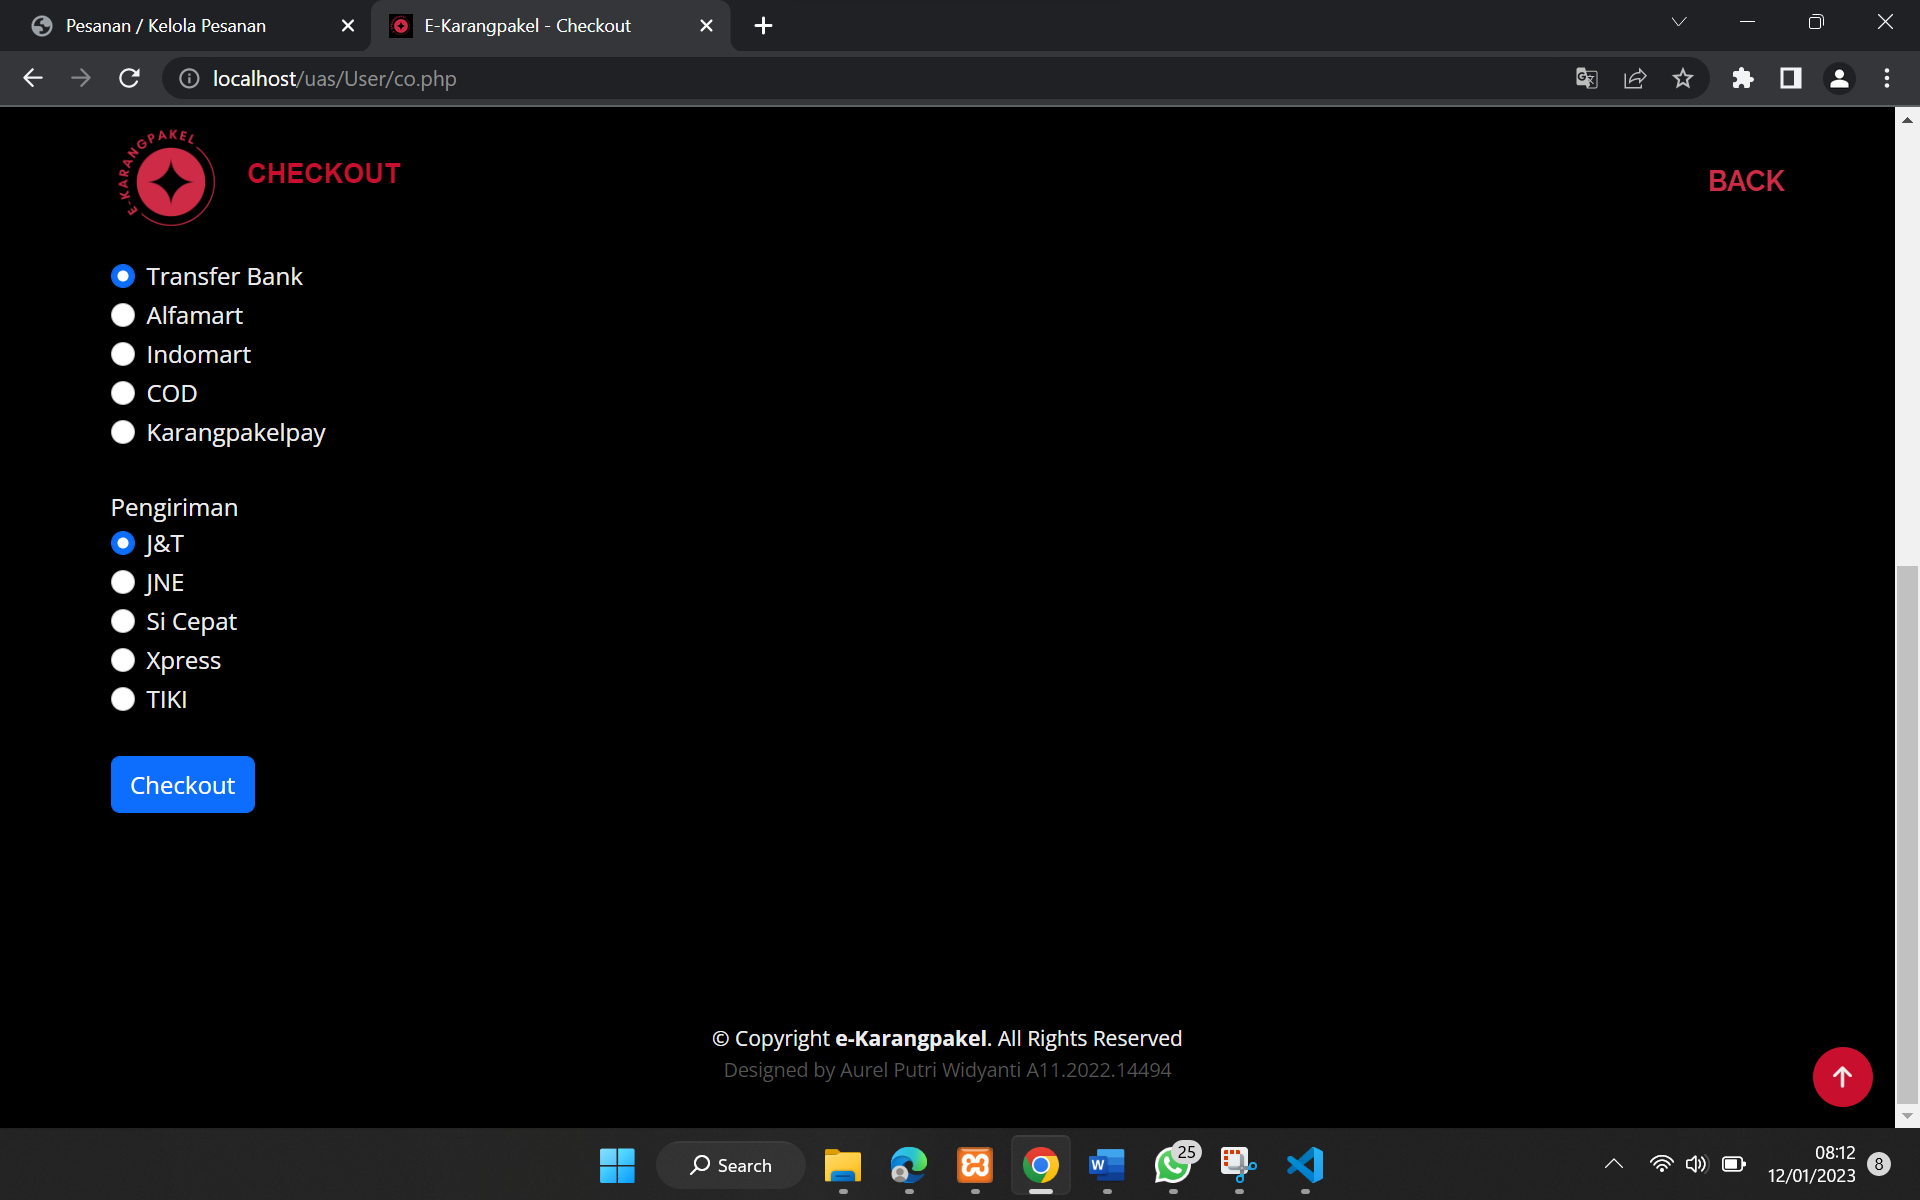 Pesanan / Kelola Pesanan
E-Karangpakel - Checkout
localhost/uas/User/co.php
E-KARANGPAKEL
CHECKOUT
BACK
Transfer Bank
Alfamart
Indomart
COD
Karangpakelpay
Pengiriman
J&T
JNE
Si Cepat
Xpress
TIKI
Checkout
© Copyright e-Karangpakel. All Rights Reserved
Designed by Aurel Putri Widyanti A11.2022.14494
Search
25
08:12
12/01/2023
8